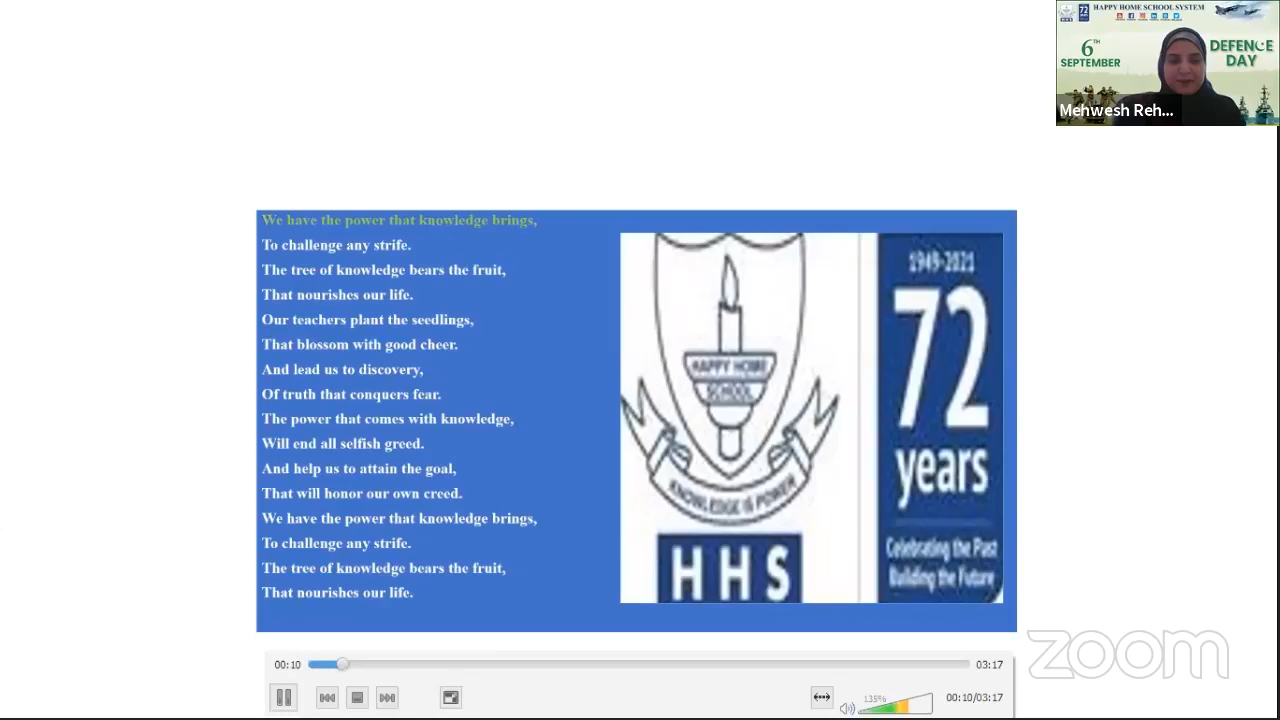 HAPPY HOME SCHOOL SYSTEM
72
6TH
SEPTEMBER
DEFENCE
DAY
Mehwesh Reh...
We have the power that knowledge brings,
To challenge any strife.
The tree of knowledge bears the fruit,
That nourishes our life.
Our teachers plant the seedlings,
That blossom with good cheer.
And lead us to discovery,
Of truth that conquers fear.
The power that comes with knowledge,
Will end all selfish greed.
And help us to attain the goal,
That will honor our own creed.
We have the power that knowledge brings,
To challenge any strife.
The tree of knowledge bears the fruit,
That nourishes our life.
HAPPY HOME
SCHOOL
KNOWLEDGE IS POWER
HHS
1949-2021
72
years
Celebrating the Past
Building the Future
00:10
03:17
135%
00:10/03:17
zoom